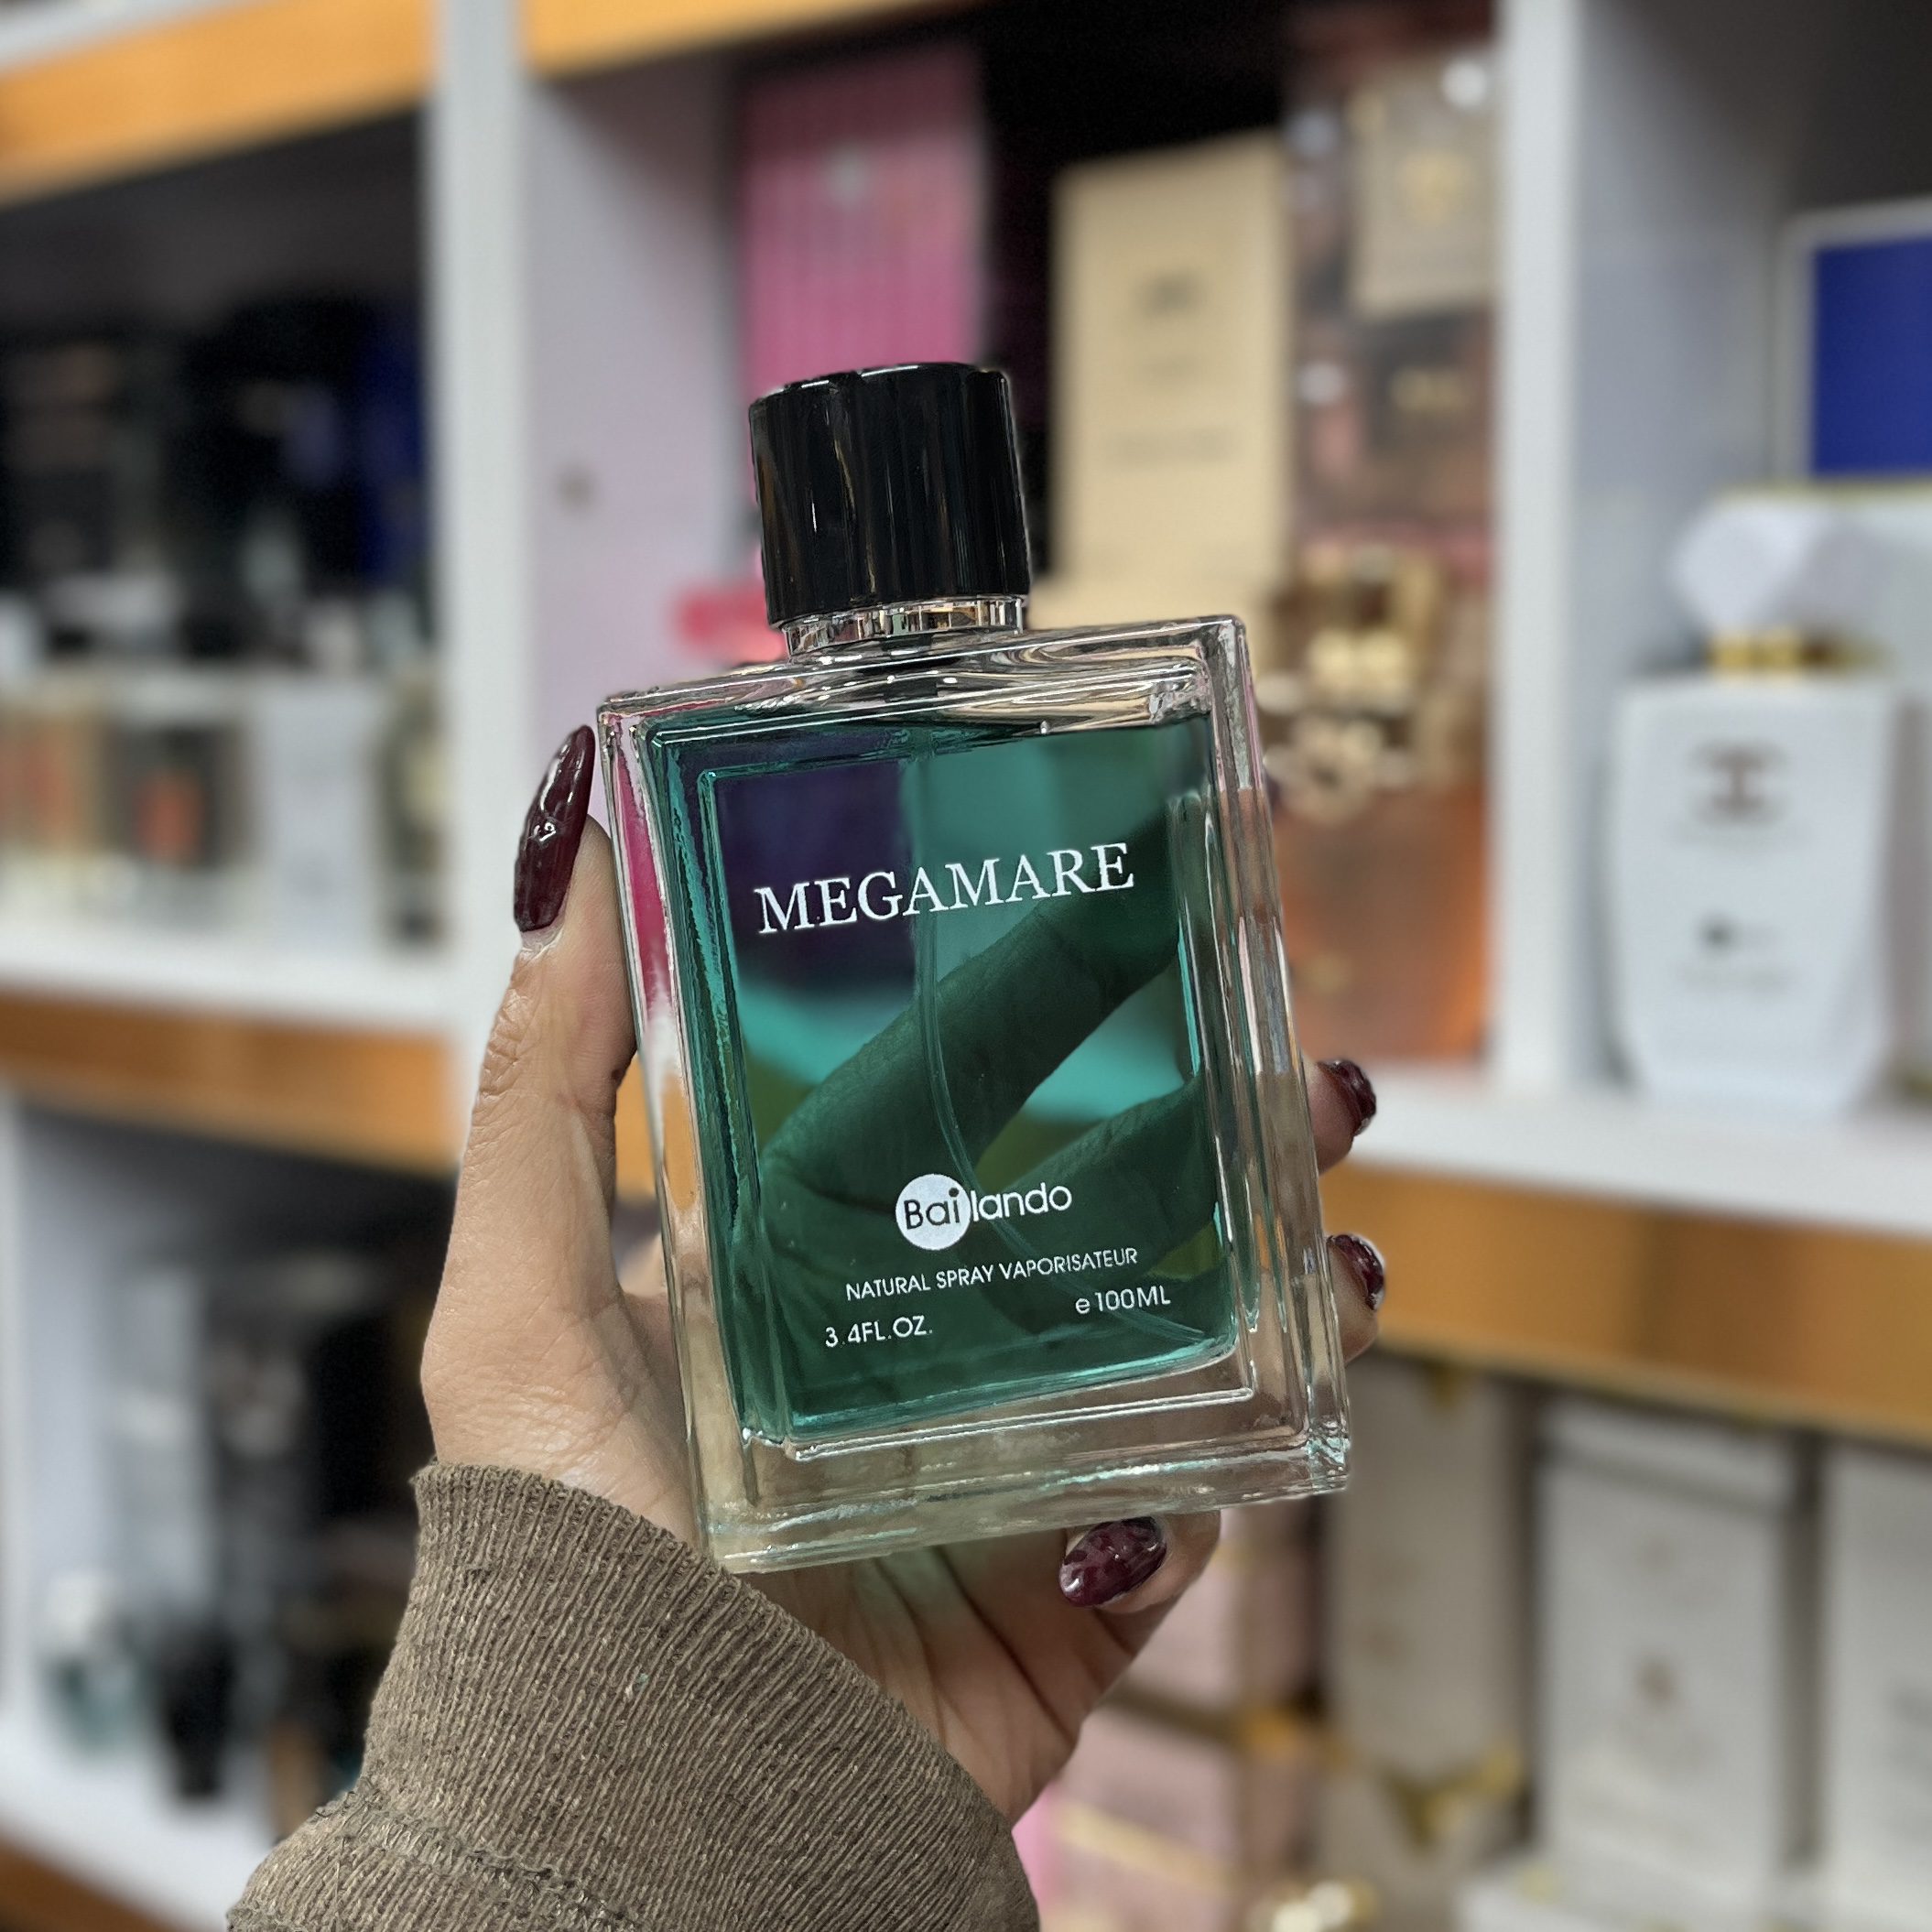 MEGAMARE
Bailando
NATURAL SPRAY VAPORISATEUR
3.4FL.OZ. e100ML